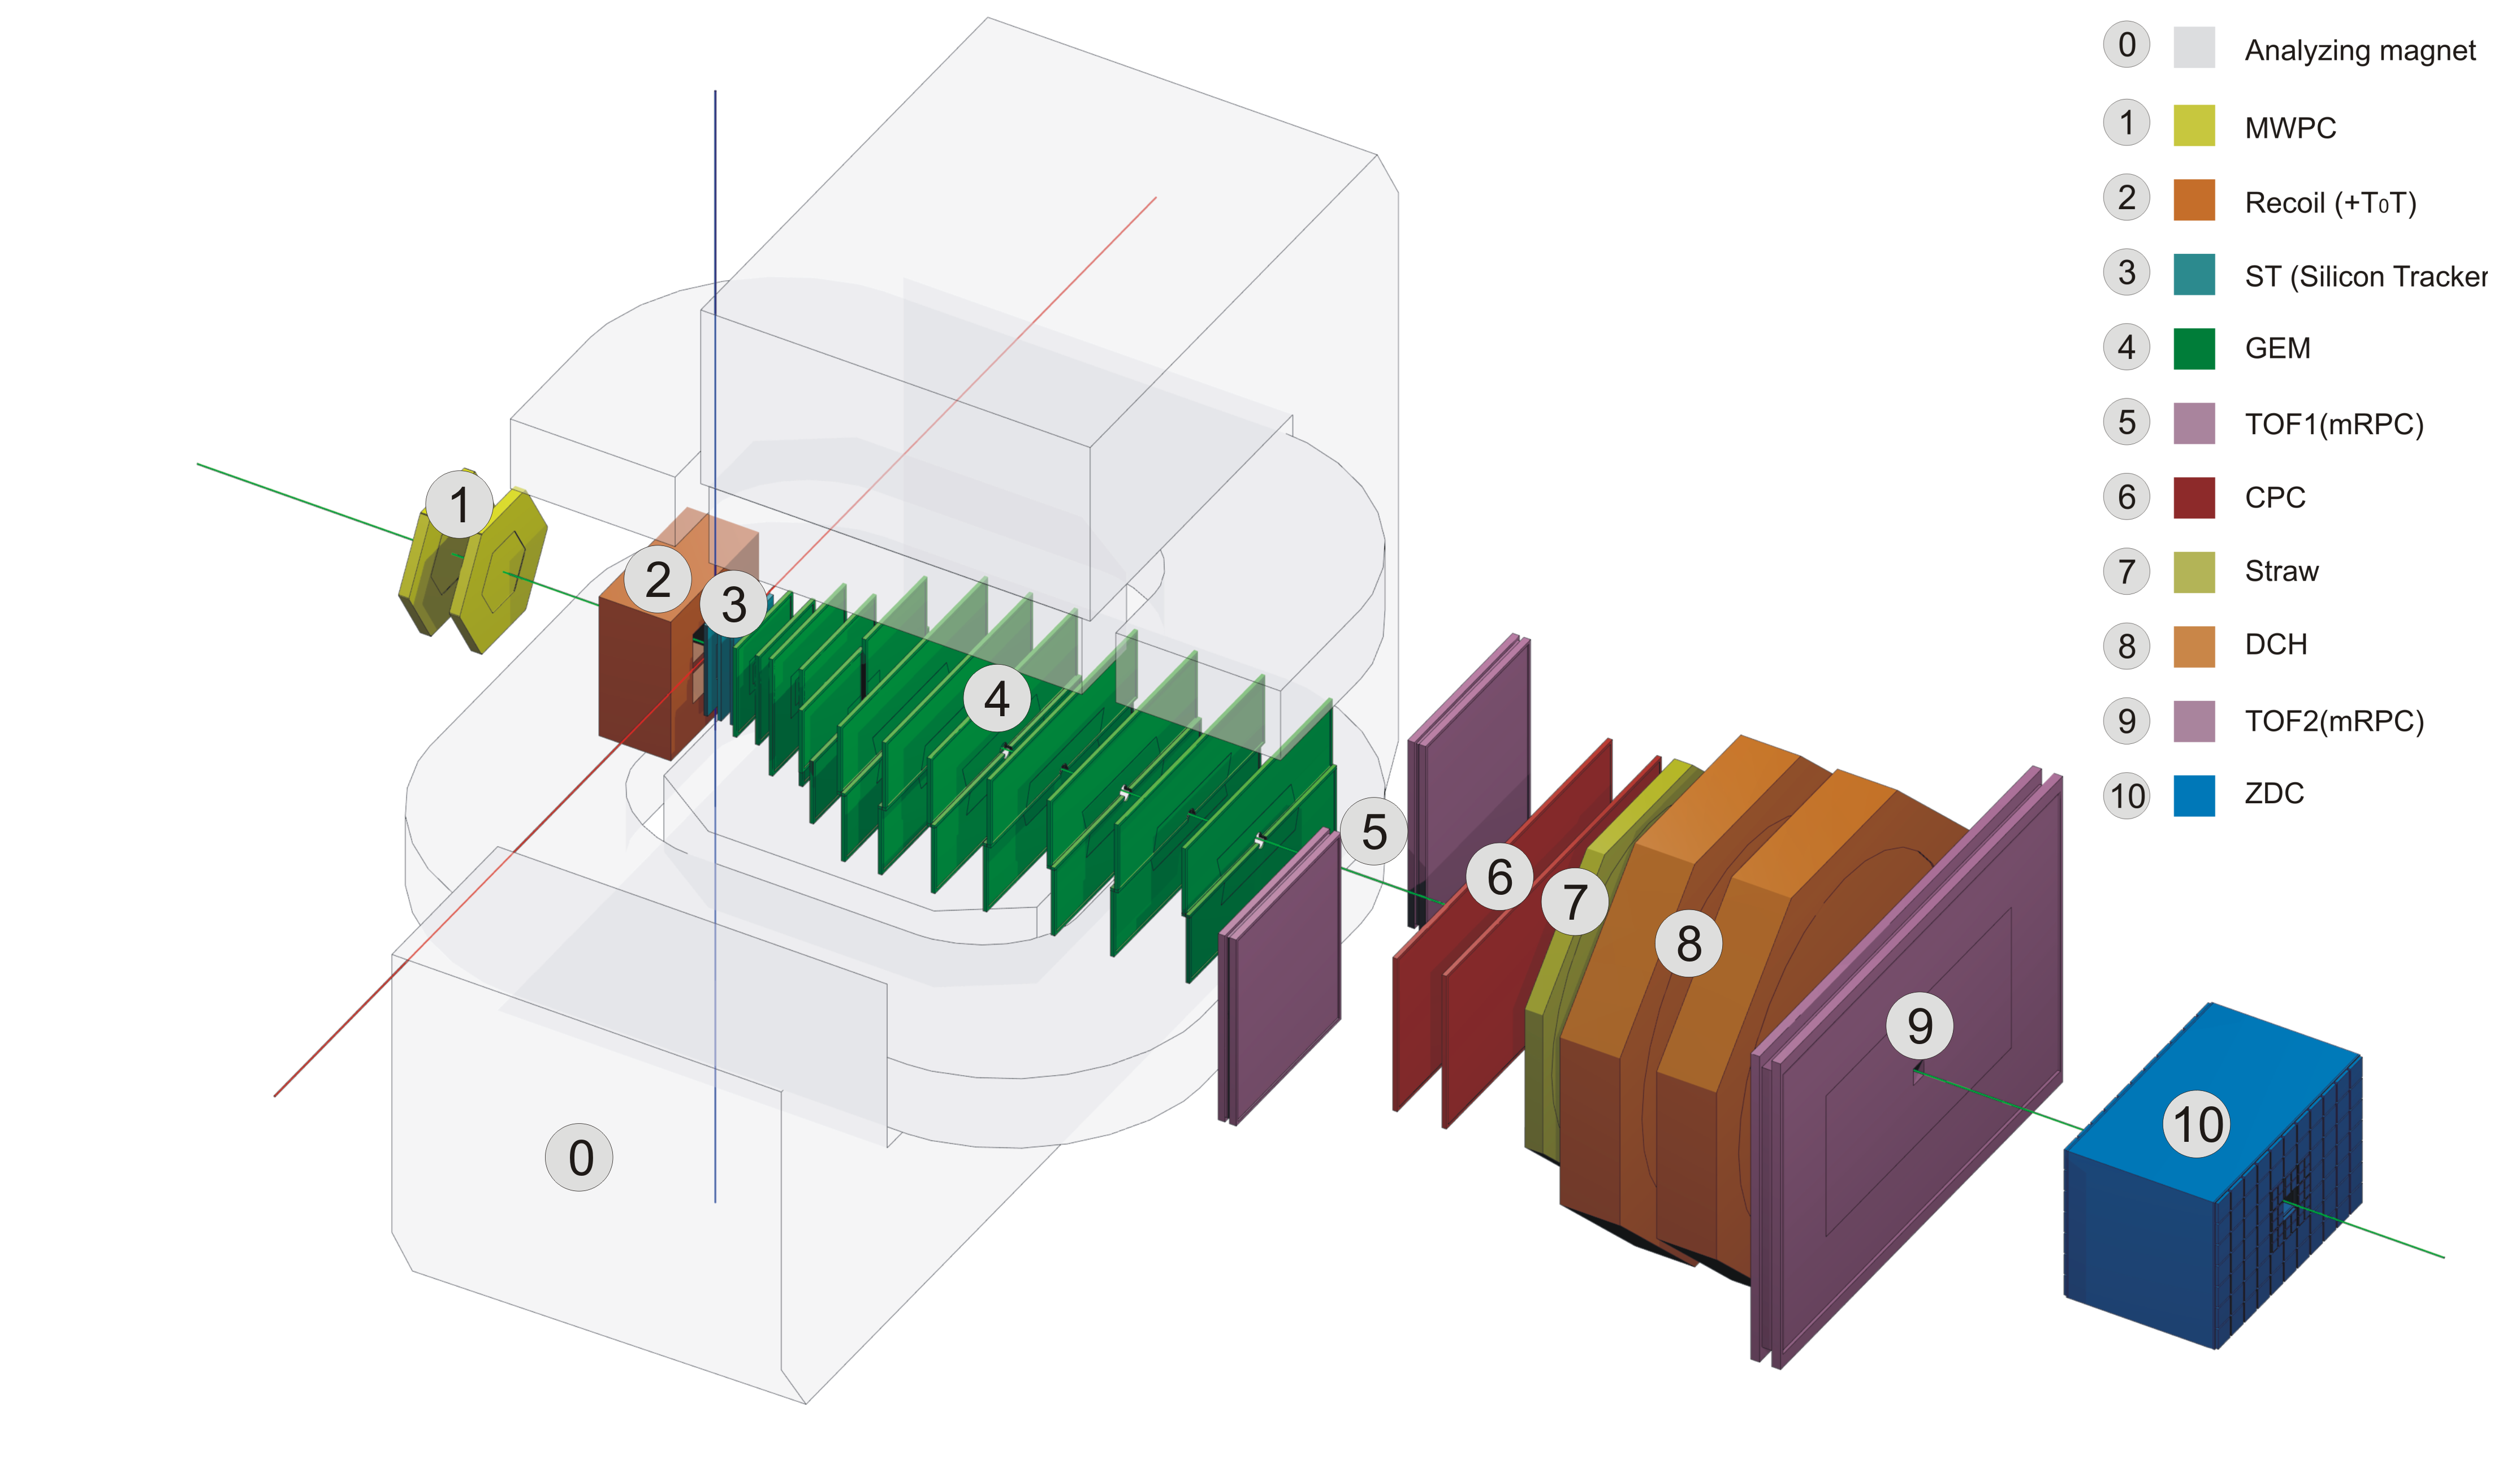 0 Analyzing magnet
1 MWPC
2 Recoil (+T₀T)
3 ST (Silicon Tracker
4 GEM
5 TOF1(mRPC)
6 CPC
7 Straw
8 DCH
9 TOF2(mRPC)
10 ZDC
1
2
3
4
5
6
7
8
9
10
0